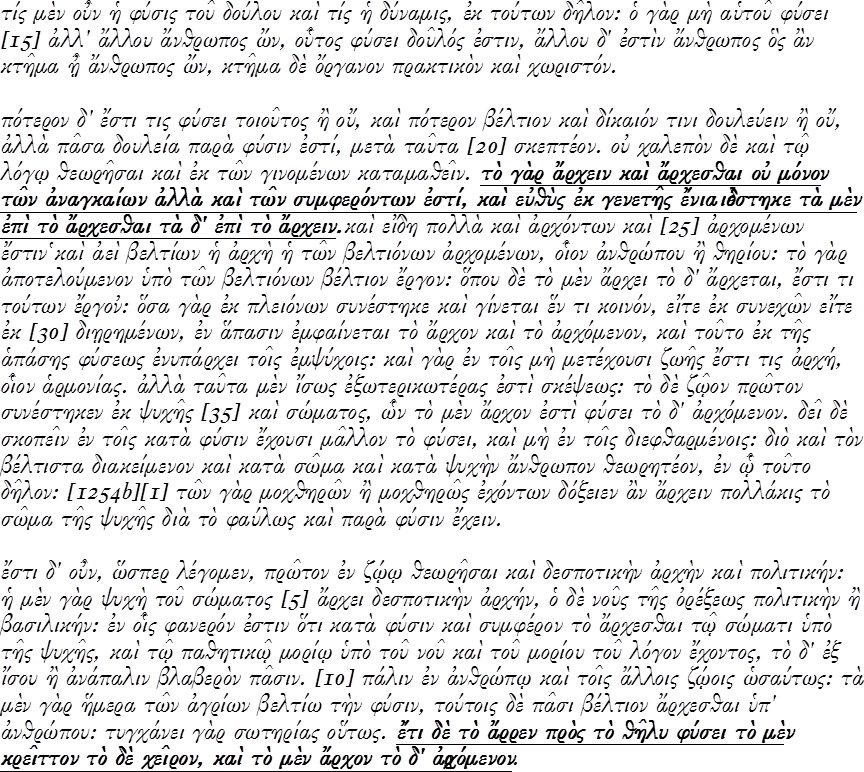 τίς μὲν οὖν ἡ φύσις τοῦ δούλου καὶ τίς ἡ δύναμις, ἐκ τούτων δῆλον: ὁ γὰρ μὴ αὑτοῦ φύσει
[15] ἀλλ' ἄλλου ἄνθρωπος ὤν, οὗτος φύσει δοῦλός ἐστιν, ἄλλου δ' ἐστὶν ἄνθρωπος ὃς ἂν
κτῆμα ᾖ ἄνθρωπος ὤν, κτῆμα δὲ ὄργανον πρακτικὸν καὶ χωριστόν.

πότερον δ' ἔστι τις φύσει τοιοῦτος ἢ οὔ, καὶ πότερον βέλτιον καὶ δίκαιόν τινι δουλεύειν ἢ οὔ,
ἀλλὰ πᾶσα δουλεία παρὰ φύσιν ἐστί, μετὰ ταῦτα [20] σκεπτέον. οὐ χαλεπὸν δὲ καὶ τῷ
λόγῳ θεωρῆσαι καὶ ἐκ τῶν γινομένων καταμαθεῖν. τὸ γὰρ ἄρχειν καὶ ἄρχεσθαι οὐ μόνον
τῶν ἀναγκαίων ἀλλὰ καὶ τῶν συμφερόντων ἐστί, καὶ εὐθὺς ἐκ γενετῆς ἔνια διέστηκε τὰ μὲν
ἐπὶ τὸ ἄρχεσθαι τὰ δ' ἐπὶ τὸ ἄρχειν. καὶ εἴδη πολλὰ καὶ ἀρχόντων καὶ [25] ἀρχομένων
ἔστιν̔ καὶ ἀεὶ βελτίων ἡ ἀρχὴ ἡ τῶν βελτιόνων ἀρχομένων, οἷον ἀνθρώπου ἢ θηρίου: τὸ γὰρ
ἀποτελούμενον ὑπὸ τῶν βελτιόνων βέλτιον ἔργον: ὅπου δὲ τὸ μὲν ἄρχει τὸ δ' ἄρχεται, ἔστι τι
τούτων ἔργον̓: ὅσα γὰρ ἐκ πλειόνων συνέστηκε καὶ γίνεται ἕν τι κοινόν, εἴτε ἐκ συνεχῶν εἴτε
ἐκ [30] διῃρημένων, ἐν ἅπασιν ἐμφαίνεται τὸ ἄρχον καὶ τὸ ἀρχόμενον, καὶ τοῦτο ἐκ τῆς
ἁπάσης φύσεως ἐνυπάρχει τοῖς ἐμψύχοις: καὶ γὰρ ἐν τοῖς μὴ μετέχουσι ζωῆς ἔστι τις ἀρχή,
οἷον ἁρμονίας. ἀλλὰ ταῦτα μὲν ἴσως ἐξωτερικωτέρας ἐστὶ σκέψεως: τὸ δὲ ζῷον πρῶτον
συνέστηκεν ἐκ ψυχῆς [35] καὶ σώματος, ὧν τὸ μὲν ἄρχον ἐστὶ φύσει τὸ δ' ἀρχόμενον. δεῖ δὲ
σκοπεῖν ἐν τοῖς κατὰ φύσιν ἔχουσι μᾶλλον τὸ φύσει, καὶ μὴ ἐν τοῖς διεφθαρμένοις: διὸ καὶ τὸν
βέλτιστα διακείμενον καὶ κατὰ σῶμα καὶ κατὰ ψυχὴν ἄνθρωπον θεωρητέον, ἐν ᾧ τοῦτο
δῆλον: [1254b][1] τῶν γὰρ μοχθηρῶν ἢ μοχθηρῶς ἐχόντων δόξειεν ἂν ἄρχειν πολλάκις τὸ
σῶμα τῆς ψυχῆς διὰ τὸ φαύλως καὶ παρὰ φύσιν ἔχειν.

ἔστι δ' οὖν, ὥσπερ λέγομεν, πρῶτον ἐν ζῴῳ θεωρῆσαι καὶ δεσποτικὴν ἀρχὴν καὶ πολιτικήν:
ἡ μὲν γὰρ ψυχὴ τοῦ σώματος [5] ἄρχει δεσποτικὴν ἀρχήν, ὁ δὲ νοῦς τῆς ὀρέξεως πολιτικὴν ἢ
βασιλικήν: ἐν οἷς φανερόν ἐστιν ὅτι κατὰ φύσιν καὶ συμφέρον τὸ ἄρχεσθαι τῷ σώματι ὑπὸ
τῆς ψυχῆς, καὶ τῷ παθητικῷ μορίῳ ὑπὸ τοῦ νοῦ καὶ τοῦ μορίου τοῦ λόγον ἔχοντος, τὸ δ' ἐξ
ἴσου ἢ ἀνάπαλιν βλαβερὸν πᾶσιν. [10] πάλιν ἐν ἀνθρώπῳ καὶ τοῖς ἄλλοις ζῴοις ὡσαύτως: τὰ
μὲν γὰρ ἥμερα τῶν ἀγρίων βελτίω τὴν φύσιν, τούτοις δὲ πᾶσι βέλτιον ἄρχεσθαι ὑπ'
ἀνθρώπου: τυγχάνει γὰρ σωτηρίας οὕτως. ἔτι δὲ τὸ ἄρρεν πρὸς τὸ θῆλυ φύσει τὸ μὲν
κρεῖττον τὸ δὲ χεῖρον, καὶ τὸ μὲν ἄρχον τὸ δ' ἀρχόμενον.